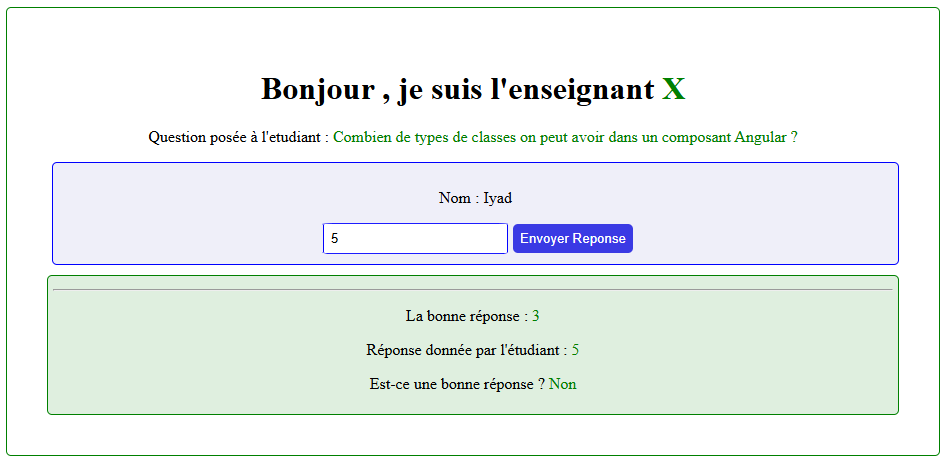 Bonjour , je suis l'enseignant X
Question posée à l'etudiant : Combien de types de classes on peut avoir dans un composant Angular ?
Nom : Iyad
5 Envoyer Reponse
La bonne réponse : 3
Réponse donnée par l'étudiant : 5
Est-ce une bonne réponse ? Non